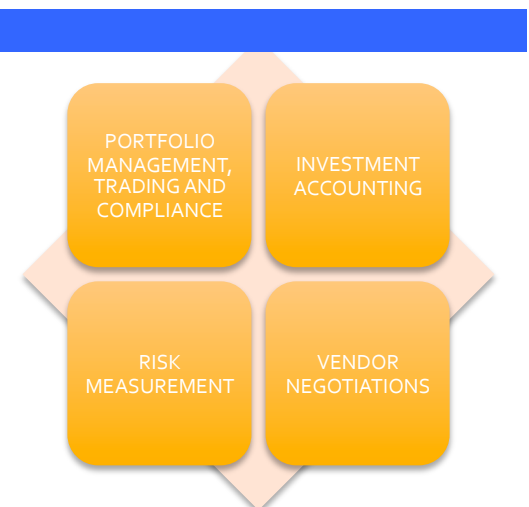 PORTFOLIO
MANAGEMENT,
TRADING AND
COMPLIANCE
INVESTMENT
ACCOUNTING
RISK
MEASUREMENT
VENDOR
NEGOTIATIONS